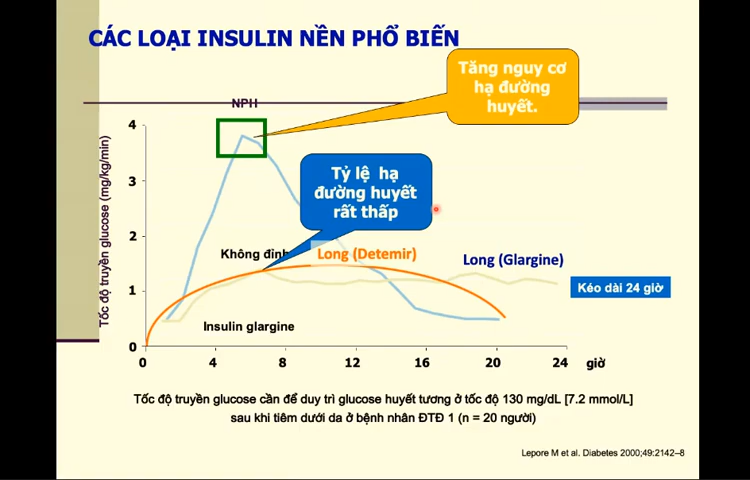 CÁC LOẠI INSULIN NỀN PHỔ BIẾN
Tăng nguy cơ
hạ đường
huyết.
NPH
4
3
2
1
0
Tốc độ truyền glucose (mg/kg/min)
Tỷ lệ hạ
đường huyết
rất thấp
Không đỉnh
Long (Detemir)
Long (Glargine)
Kéo dài 24 giờ
Insulin glargine
0 4 8 12 16 20 24 giờ
Tốc độ truyền glucose cần để duy trì glucose huyết tương ở tốc độ 130 mg/dL [7.2 mmol/L]
sau khi tiêm dưới da ở bệnh nhân ĐTĐ 1 (n = 20 người)
Lepore M et al. Diabetes 2000;49:2142–8